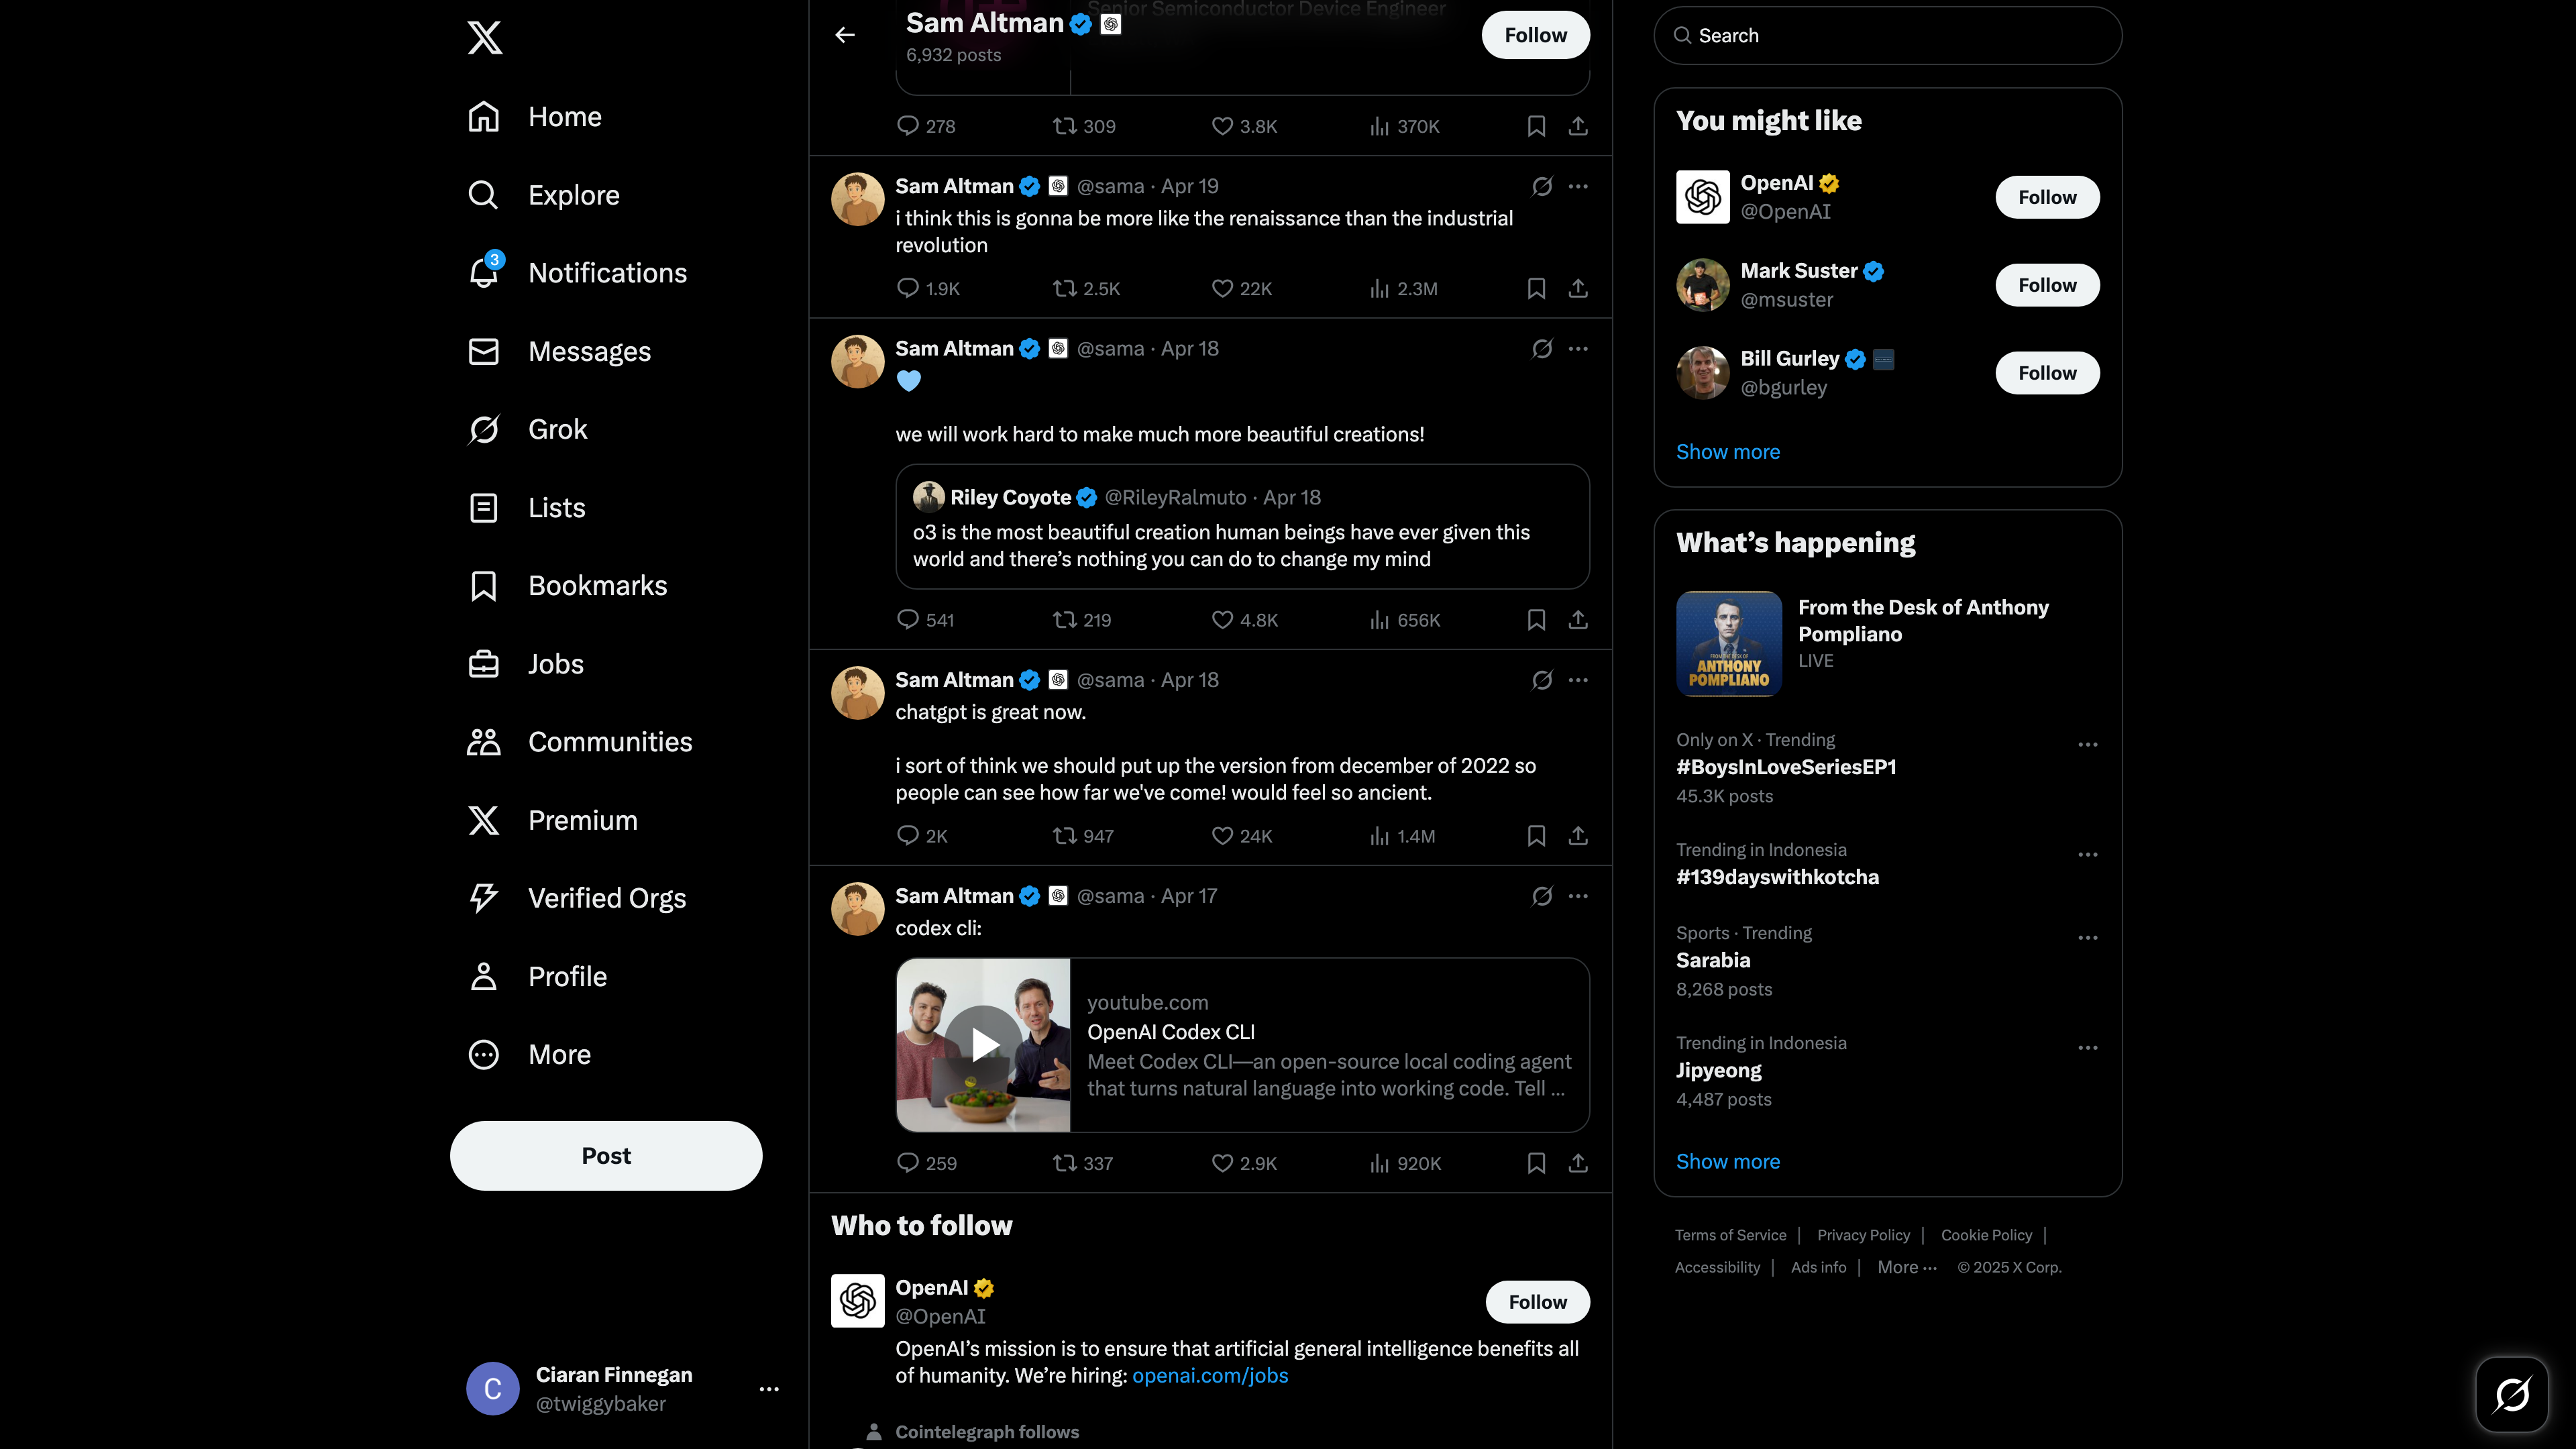 Home
Explore
3
Notifications
Messages
Grok
Lists
Bookmarks
Jobs
Communities
Premium
Verified Orgs
Profile
More
Post
C
Ciaran Finnegan
@twiggybaker
Senior Semiconductor Device Engineer
Sam Altman
6,932 posts
Follow
278 309 3.8K 370K
Sam Altman @sama · Apr 19
i think this is gonna be more like the renaissance than the industrial
revolution
1.9K 2.5K 22K 2.3M
Sam Altman @sama · Apr 18
we will work hard to make much more beautiful creations!
Riley Coyote @RileyRalmuto · Apr 18
o3 is the most beautiful creation human beings have ever given this
world and there’s nothing you can do to change my mind
541 219 4.8K 656K
Sam Altman @sama · Apr 18
chatgpt is great now.
i sort of think we should put up the version from december of 2022 so
people can see how far we've come! would feel so ancient.
2K 947 24K 1.4M
Sam Altman @sama · Apr 17
codex cli:
youtube.com
OpenAI Codex CLI
Meet Codex CLI—an open-source local coding agent
that turns natural language into working code. Tell ...
259 337 2.9K 920K
Who to follow
OpenAI
@OpenAI
Follow
OpenAI’s mission is to ensure that artificial general intelligence benefits all
of humanity. We’re hiring: openai.com/jobs
Cointelegraph follows
Search
You might like
OpenAI
@OpenAI
Follow
Mark Suster
@msuster
Follow
Bill Gurley
@bgurley
Follow
Show more
What’s happening
FROM THE DESK OF
ANTHONY
POMPLIANO
From the Desk of Anthony
Pompliano
LIVE
Only on X · Trending
#BoysInLoveSeriesEP1
45.3K posts
Trending in Indonesia
#139dayswithkotcha
Sports · Trending
Sarabia
8,268 posts
Trending in Indonesia
Jipyeong
4,487 posts
Show more
Terms of Service | Privacy Policy | Cookie Policy |
Accessibility | Ads info | More ··· © 2025 X Corp.